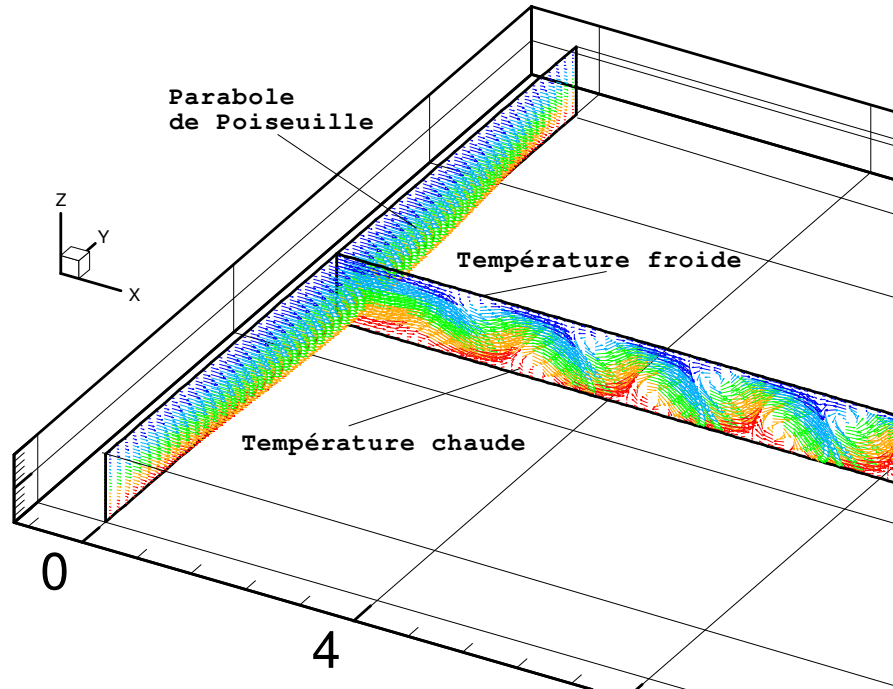 Parabole
de Poiseuille
Z
Y
X
Température froide
Température chaude
0
4